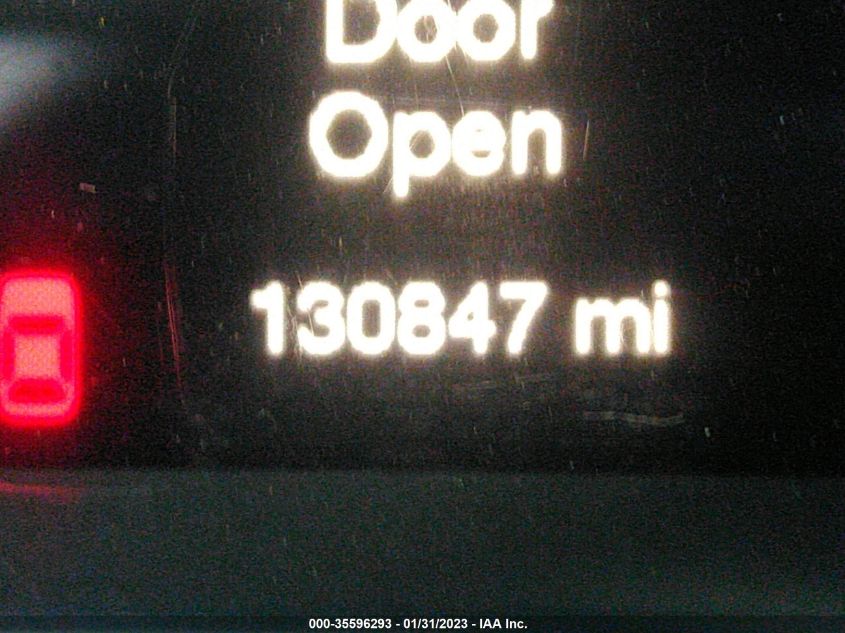 Door
Open
130847 mi
000-35596293 - 01/31/2023 - IAA Inc.